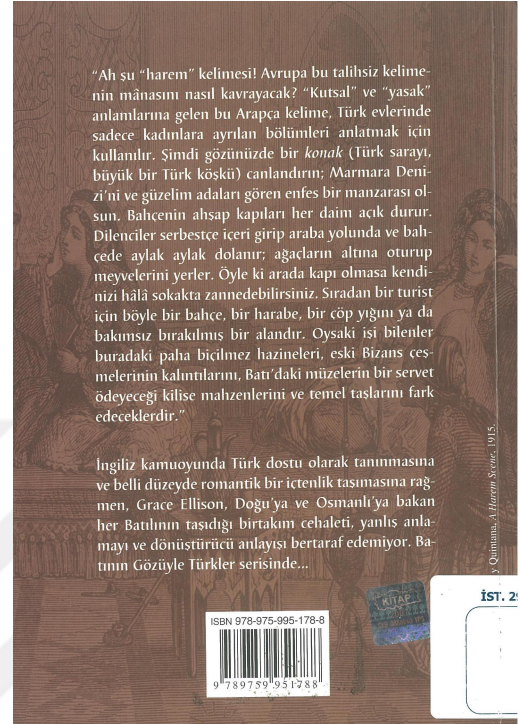 “Ah şu “harem” kelimesi! Avrupa bu talihsiz kelime-
nin mânasını nasıl kavrayacak? “Kutsal” ve “yasak”
anlamlarına gelen bu Arapça kelime, Türk evlerinde
sadece kadınlara ayrılan bölümleri anlatmak için
kullanılır. Şimdi gözünüzde bir konak (Türk sarayı,
büyük bir Türk köşkü) canlandırın; Marmara Deni-
zi’ni ve güzelim adaları gören enfes bir manzarası ol-
sun. Bahçenin ahşap kapıları her daim açık durur.
Dilenciler serbestçe içeri girip araba yolunda ve bah-
çede aylak aylak dolanır; ağaçların altına oturup
meyvelerini yerler. Öyle ki arada kapı olmasa kendi-
nizi hâlâ sokakta zannedebilirsiniz. Sıradan bir turist
için böyle bir bahçe, bir harabe, bir çöp yığını ya da
bakımsız bırakılmış bir alandır. Oysaki işi bilenler
buradaki paha biçilmez hazineleri, eski Bizans çeş-
melerinin kalıntılarını, Batı’daki müzelerin bir servet
ödeyeceği kilise mahzenlerini ve temel taşlarını fark
edeceklerdir.”
İngiliz kamuoyunda Türk dostu olarak tanınmasına
ve belli düzeyde romantik bir içtenlik taşımasına rağ-
men, Grace Ellison, Doğu’ya ve Osmanlı’ya bakan
her Batılının taşıdığı birtakım cehaleti, yanlış anla-
mayı ve dönüştürücü anlayışı bertaraf edemiyor. Ba-
tının Gözüyle Türkler serisinde...
y Quintana, A Harem Scene, 1915.
KİTAP
İST. 29
ISBN 978-975-995-178-8
9 789759 951788